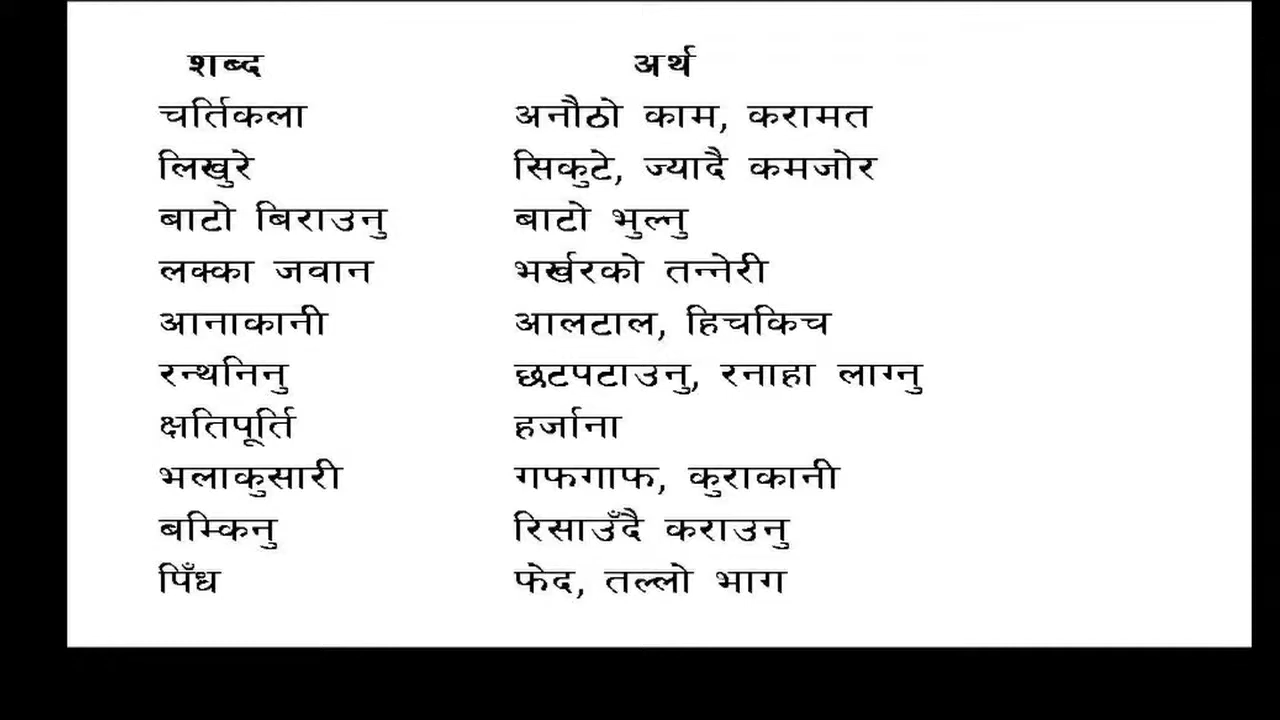 शब्द अर्थ
चर्तिकला अनौठो काम, करामत
लिखुरे सिकुटे, ज्यादै कमजोर
बाटो बिराउनु बाटो भुल्नु
लक्का जवान भर्खरको तन्नेरी
आनाकानी आलटाल, हिचकिच
रन्थनिनु छटपटाउनु, रनाहा लाग्नु
क्षतिपूर्ति हर्जाना
भलाकुसारी गफगाफ, कुराकानी
बम्किनु रिसाउँदै कराउनु
पिँध फेद, तल्लो भाग